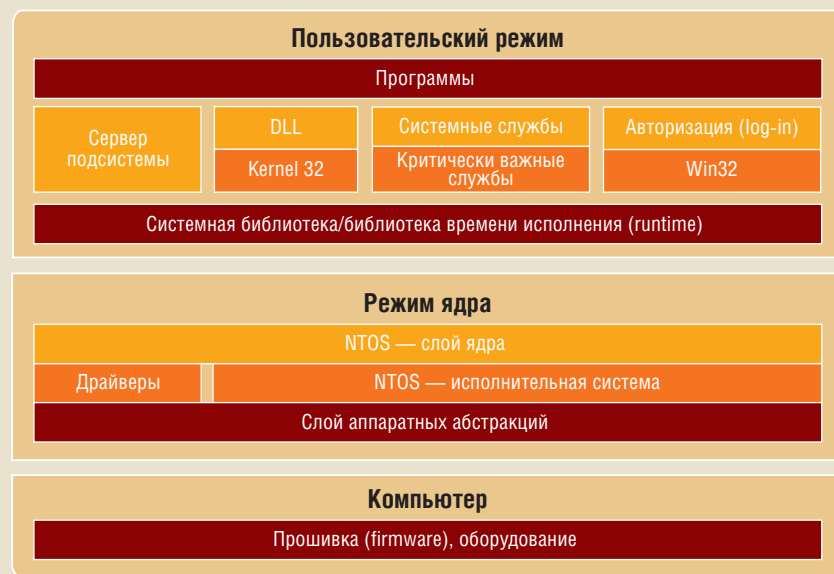 Пользовательский режим
Программы
Сервер
подсистемы
DLL
Kernel 32
Системные службы
Критически важные
службы
Авторизация (log-in)
Win32
Системная библиотека/библиотека времени исполнения (runtime)
Режим ядра
NTOS — слой ядра
Драйверы
NTOS — исполнительная система
Слой аппаратных абстракций
Компьютер
Прошивка (firmware), оборудование